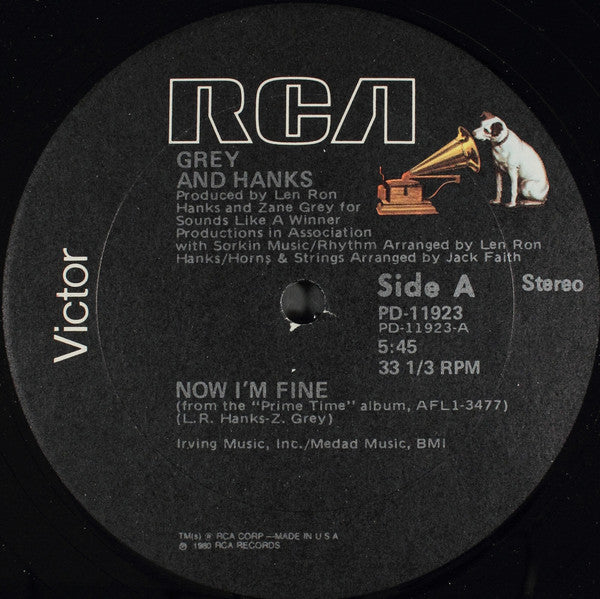 RCA
GREY
AND HANKS
Produced by Len Ron
Hanks and Zane Grey for
Sounds Like A Winner
Productions in Association
with Sorkin Music/Rhythm Arranged by Len Ron
Hanks/Horns & Strings Arranged by Jack Faith
Victor
Side A
Stereo
PD-11923
PD-11923-A
5:45
33 1/3 RPM
NOW I'M FINE
(from the "Prime Time" album, AFL1-3477)
(L.R. Hanks-Z. Grey)
Irving Music, Inc./Medad Music, BMI
TM(s) ® RCA CORP —MADE IN U S A
℗ 1980 RCA RECORDS